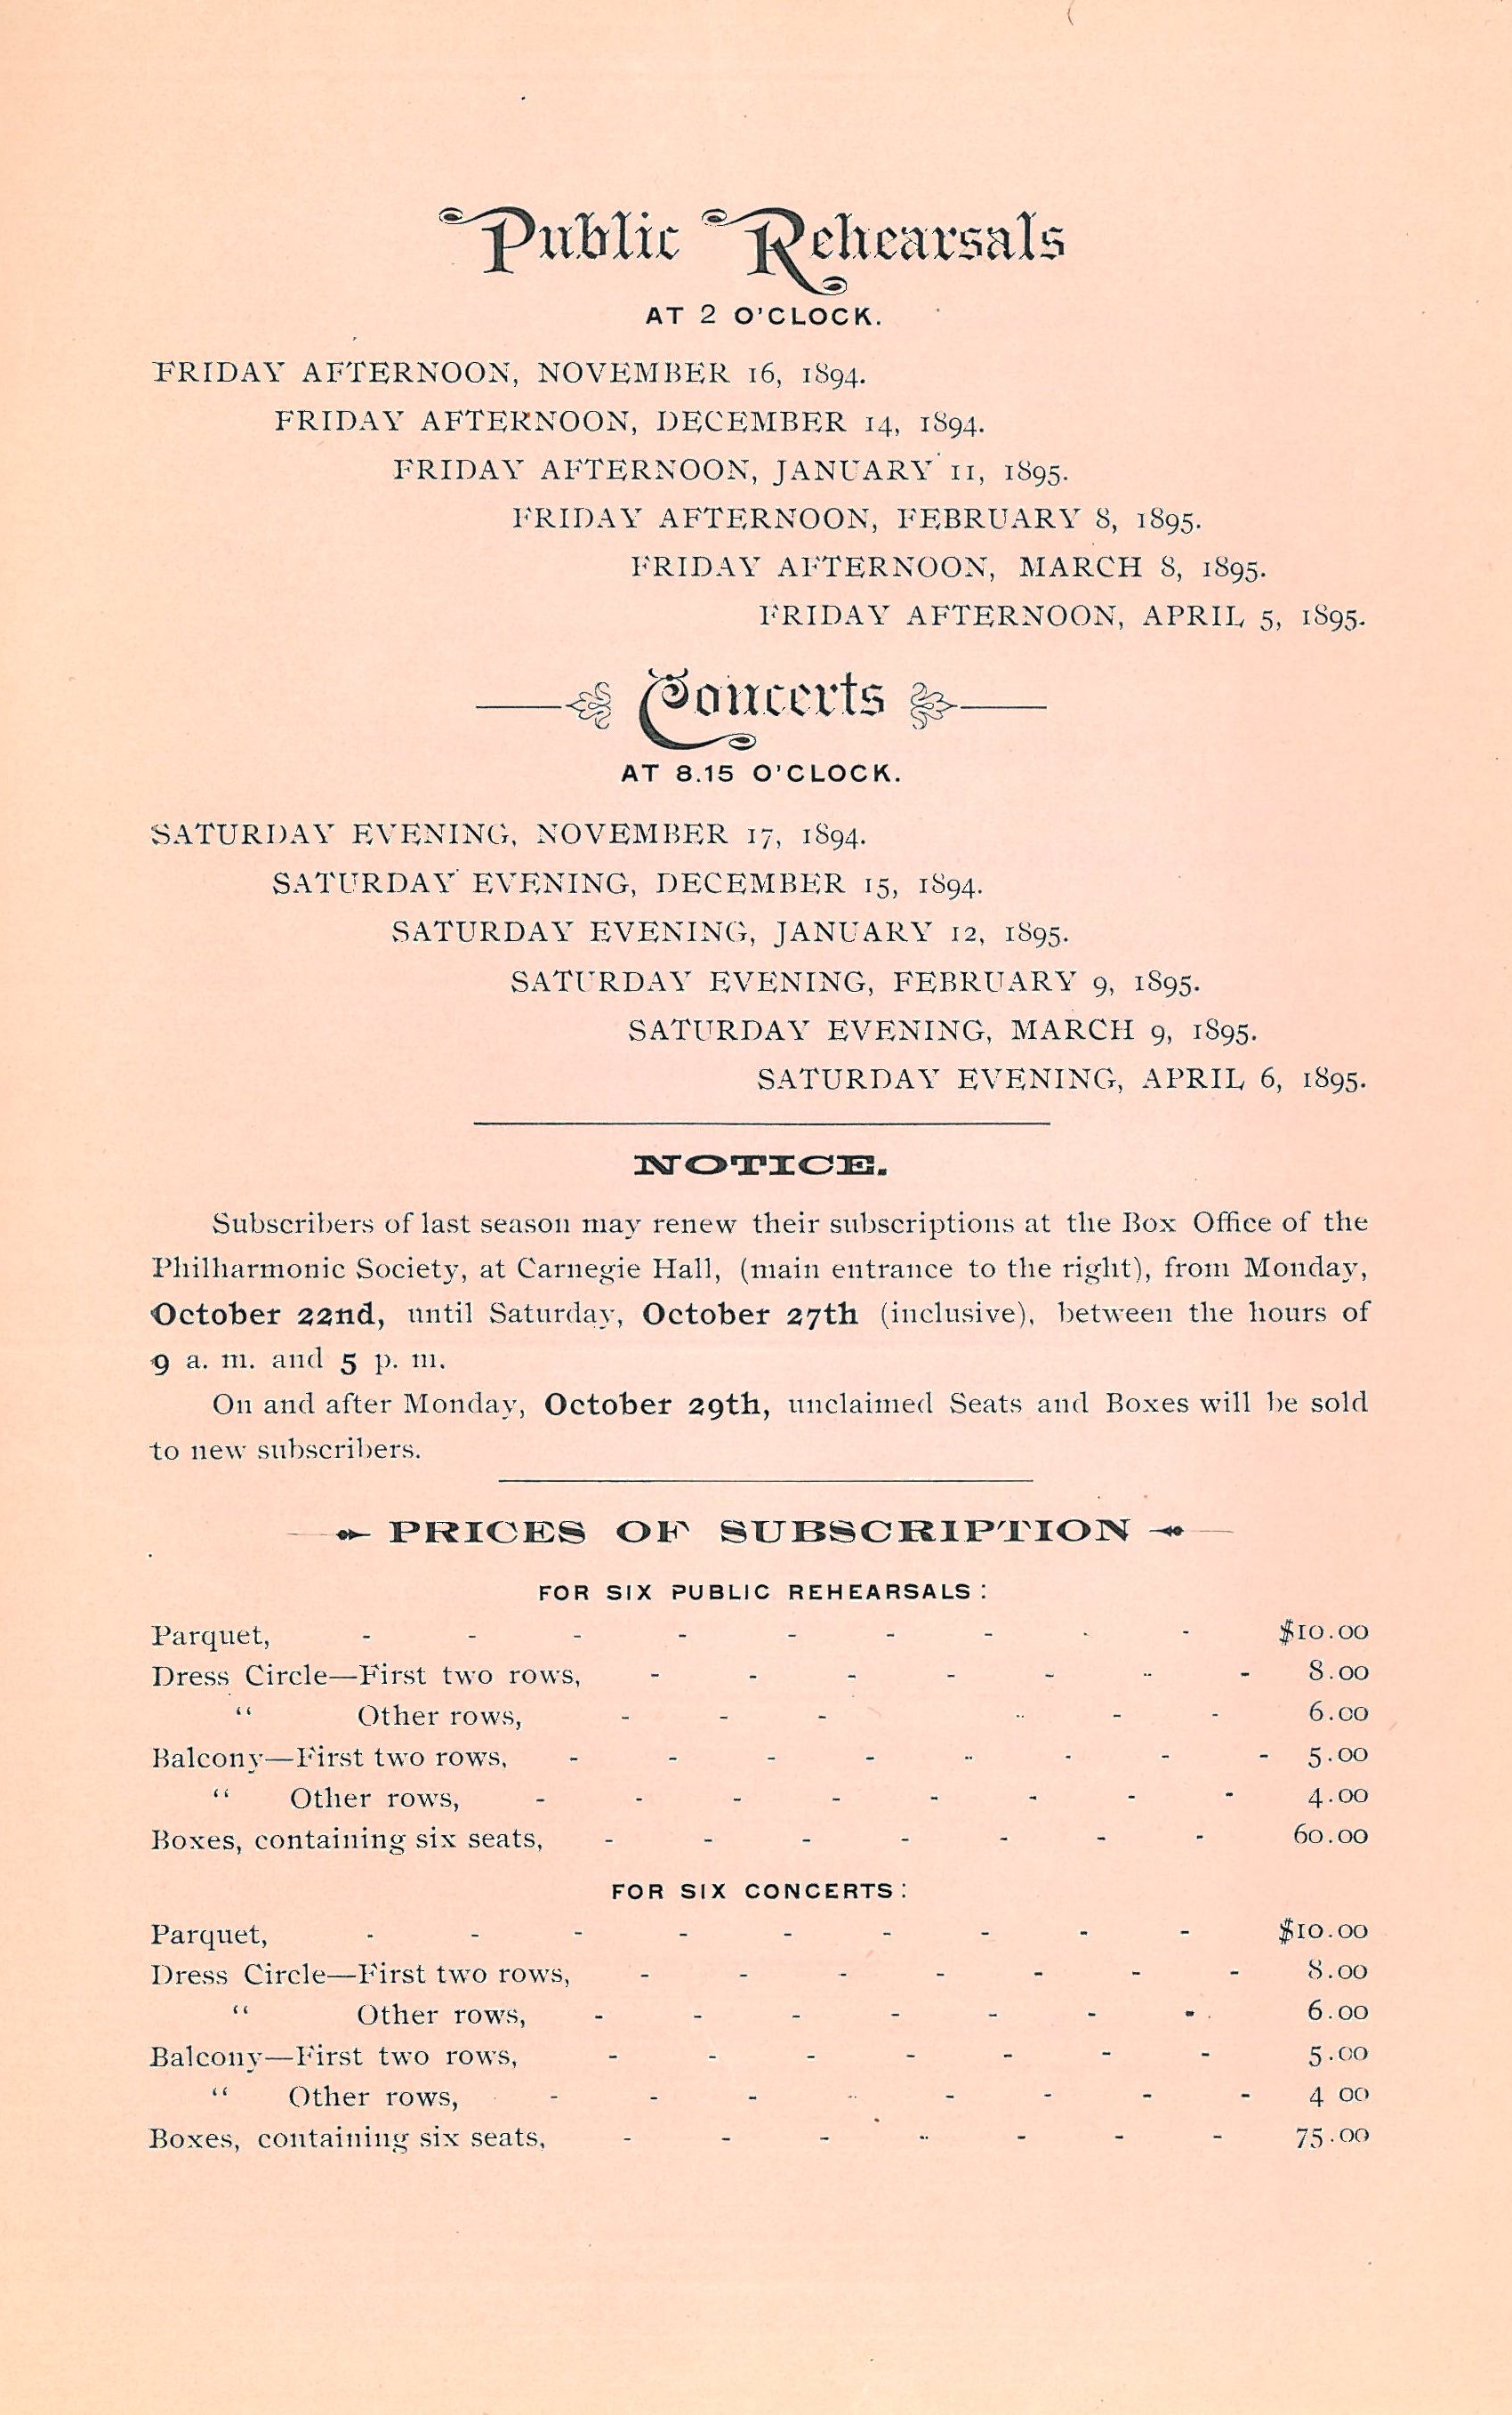 Public Rehearsals
AT 2 O'CLOCK.
FRIDAY AFTERNOON, NOVEMBER 16, 1894.
FRIDAY AFTERNOON, DECEMBER 14, 1894.
FRIDAY AFTERNOON, JANUARY 11, 1895.
FRIDAY AFTERNOON, FEBRUARY 8, 1895.
FRIDAY AFTERNOON, MARCH 8, 1895.
FRIDAY AFTERNOON, APRIL 5, 1895.
Concerts
AT 8.15 O'CLOCK.
SATURDAY EVENING, NOVEMBER 17, 1894.
SATURDAY EVENING, DECEMBER 15, 1894.
SATURDAY EVENING, JANUARY 12, 1895.
SATURDAY EVENING, FEBRUARY 9, 1895.
SATURDAY EVENING, MARCH 9, 1895.
SATURDAY EVENING, APRIL 6, 1895.
NOTICE.
Subscribers of last season may renew their subscriptions at the Box Office of the
Philharmonic Society, at Carnegie Hall, (main entrance to the right), from Monday,
October 22nd, until Saturday, October 27th (inclusive), between the hours of
9 a. m. and 5 p. m.
On and after Monday, October 29th, unclaimed Seats and Boxes will be sold
to new subscribers.
PRICES OF SUBSCRIPTION
FOR SIX PUBLIC REHEARSALS:
Parquet, - - - - - - - - - $10.00
Dress Circle—First two rows, - - - - - - - 8.00
" Other rows, - - - - - - 6.00
Balcony—First two rows, - - - - - - - - 5.00
" Other rows, - - - - - - - - 4.00
Boxes, containing six seats, - - - - - - - 60.00
FOR SIX CONCERTS:
Parquet, - - - - - - - - - $10.00
Dress Circle—First two rows, - - - - - - - 8.00
" Other rows, - - - - - - - 6.00
Balcony—First two rows, - - - - - - - 5.00
" Other rows, - - - - - - - - 4 00
Boxes, containing six seats, - - - - - - - 75.00